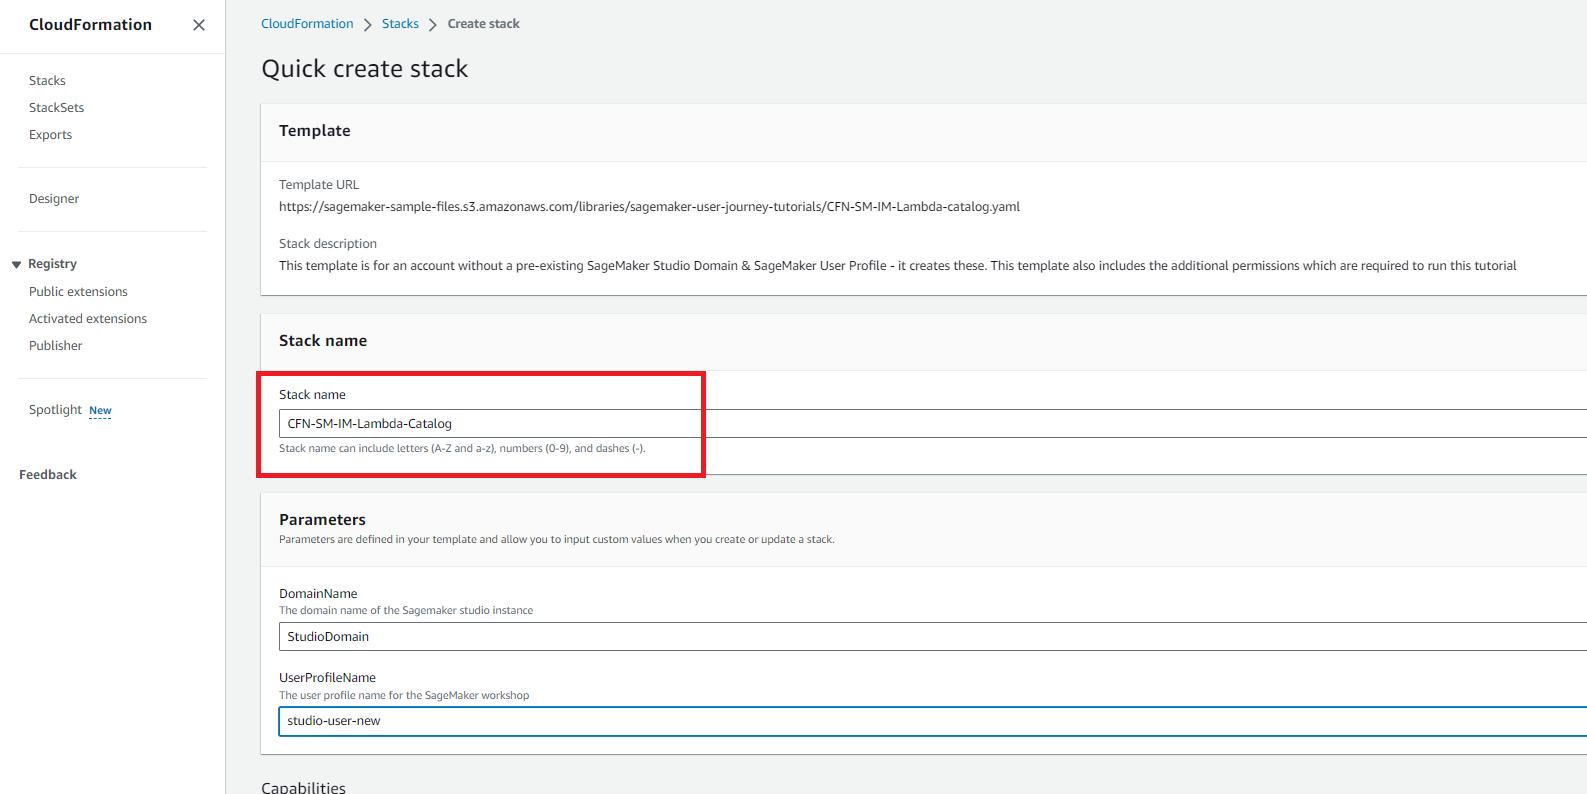 CloudFormation
Stacks
StackSets
Exports
Designer
Registry
Public extensions
Activated extensions
Publisher
Spotlight New
Feedback
CloudFormation > Stacks > Create stack
Quick create stack
Template
Template URL
https://sagemaker-sample-files.s3.amazonaws.com/libraries/sagemaker-user-journey-tutorials/CFN-SM-IM-Lambda-catalog.yaml
Stack description
This template is for an account without a pre-existing SageMaker Studio Domain & SageMaker User Profile - it creates these. This template also includes the additional permissions which are required to run this tutorial
Stack name
Stack name
CFN-SM-IM-Lambda-Catalog
Stack name can include letters (A-Z and a-z), numbers (0-9), and dashes (-).
Parameters
Parameters are defined in your template and allow you to input custom values when you create or update a stack.
DomainName
The domain name of the Sagemaker studio instance
StudioDomain
UserProfileName
The user profile name for the SageMaker workshop
studio-user-new
Capabilities